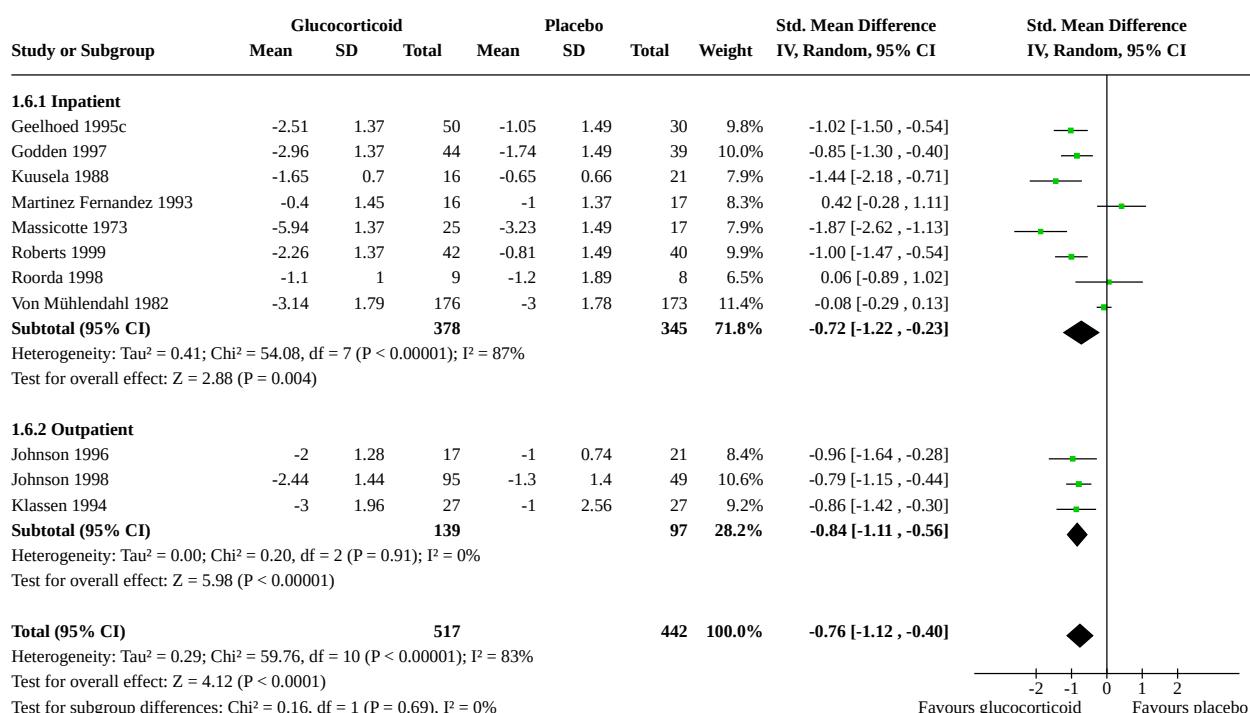 Glucocorticoid Placebo Std. Mean Difference Std. Mean Difference
Study or Subgroup Mean SD Total Mean SD Total Weight IV, Random, 95% CI IV, Random, 95% CI
1.6.1 Inpatient
Geelhoed 1995c -2.51 1.37 50 -1.05 1.49 30 9.8% -1.02 [-1.50 , -0.54]
Godden 1997 -2.96 1.37 44 -1.74 1.49 39 10.0% -0.85 [-1.30 , -0.40]
Kuusela 1988 -1.65 0.7 16 -0.65 0.66 21 7.9% -1.44 [-2.18 , -0.71]
Martinez Fernandez 1993 -0.4 1.45 16 -1 1.37 17 8.3% 0.42 [-0.28 , 1.11]
Massicotte 1973 -5.94 1.37 25 -3.23 1.49 17 7.9% -1.87 [-2.62 , -1.13]
Roberts 1999 -2.26 1.37 42 -0.81 1.49 40 9.9% -1.00 [-1.47 , -0.54]
Roorda 1998 -1.1 1 9 -1.2 1.89 8 6.5% 0.06 [-0.89 , 1.02]
Von Mühlendahl 1982 -3.14 1.79 176 -3 1.78 173 11.4% -0.08 [-0.29 , 0.13]
Subtotal (95% CI) 378 345 71.8% -0.72 [-1.22 , -0.23]
Heterogeneity: Tau² = 0.41; Chi² = 54.08, df = 7 (P < 0.00001); I² = 87%
Test for overall effect: Z = 2.88 (P = 0.004)
1.6.2 Outpatient
Johnson 1996 -2 1.28 17 -1 0.74 21 8.4% -0.96 [-1.64 , -0.28]
Johnson 1998 -2.44 1.44 95 -1.3 1.4 49 10.6% -0.79 [-1.15 , -0.44]
Klassen 1994 -3 1.96 27 -1 2.56 27 9.2% -0.86 [-1.42 , -0.30]
Subtotal (95% CI) 139 97 28.2% -0.84 [-1.11 , -0.56]
Heterogeneity: Tau² = 0.00; Chi² = 0.20, df = 2 (P = 0.91); I² = 0%
Test for overall effect: Z = 5.98 (P < 0.00001)
Total (95% CI) 517 442 100.0% -0.76 [-1.12 , -0.40]
Heterogeneity: Tau² = 0.29; Chi² = 59.76, df = 10 (P < 0.00001); I² = 83%
Test for overall effect: Z = 4.12 (P < 0.0001)
-2 -1 0 1 2
Test for subgroup differences: Chi² = 0.16, df = 1 (P = 0.69), I² = 0% Favours glucocorticoid Favours placebo